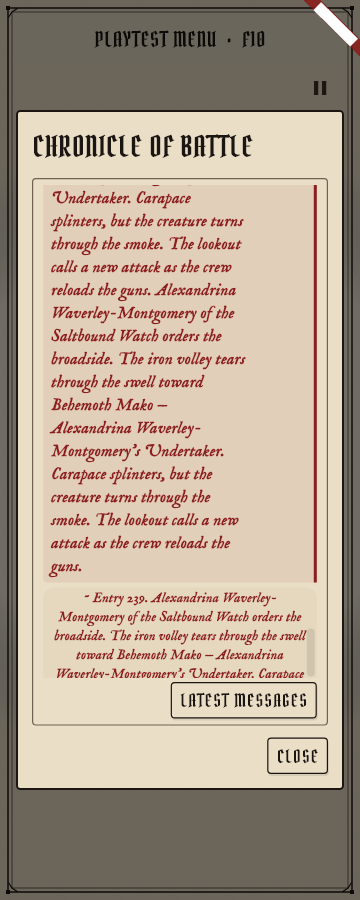 PLAYTEST MENU · F10
CHRONICLE OF BATTLE
Undertaker. Carapace
splinters, but the creature turns
through the smoke. The lookout
calls a new attack as the crew
reloads the guns. Alexandrina
Waverley-Montgomery of the
Saltbound Watch orders the
broadside. The iron volley tears
through the swell toward
Behemoth Mako —
Alexandrina Waverley-
Montgomery's Undertaker.
Carapace splinters, but the
creature turns through the
smoke. The lookout calls a new
attack as the crew reloads the
guns.
~ Entry 239. Alexandrina Waverley-
Montgomery of the Saltbound Watch orders the
broadside. The iron volley tears through the swell
toward Behemoth Mako — Alexandrina
Waverley-Montgomery's Undertaker. Carapace
LATEST MESSAGES
CLOSE